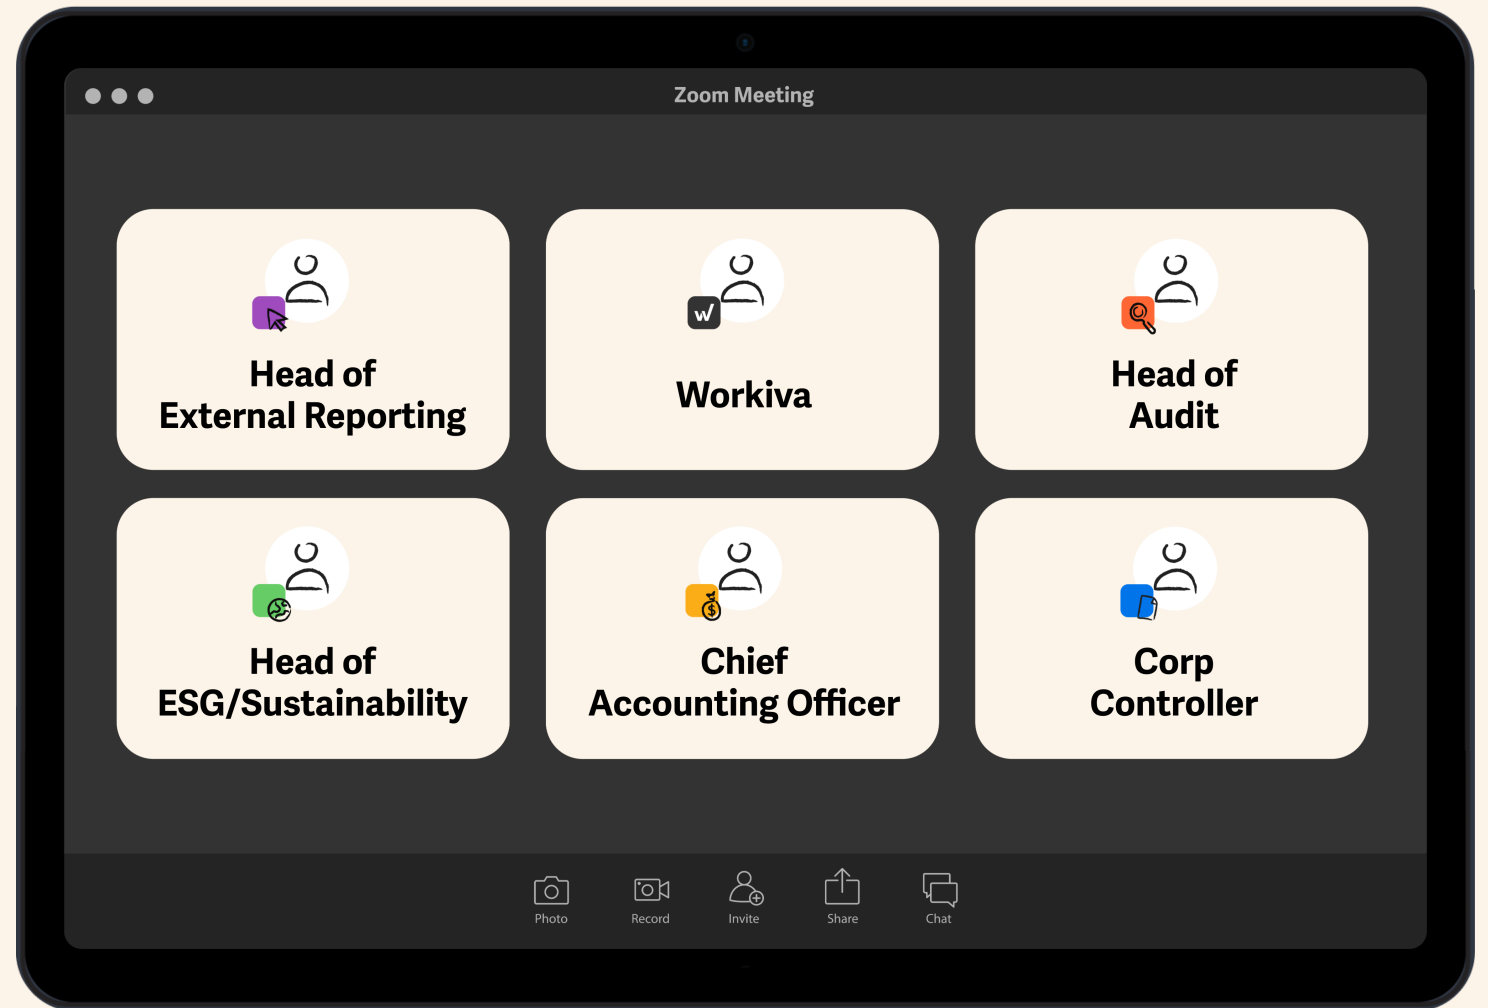 Zoom Meeting
Head of
External Reporting
W
Workiva
Head of
Audit
Head of
ESG/Sustainability
$
Chief
Accounting Officer
Corp
Controller
Photo
Record
Invite
Share
Chat